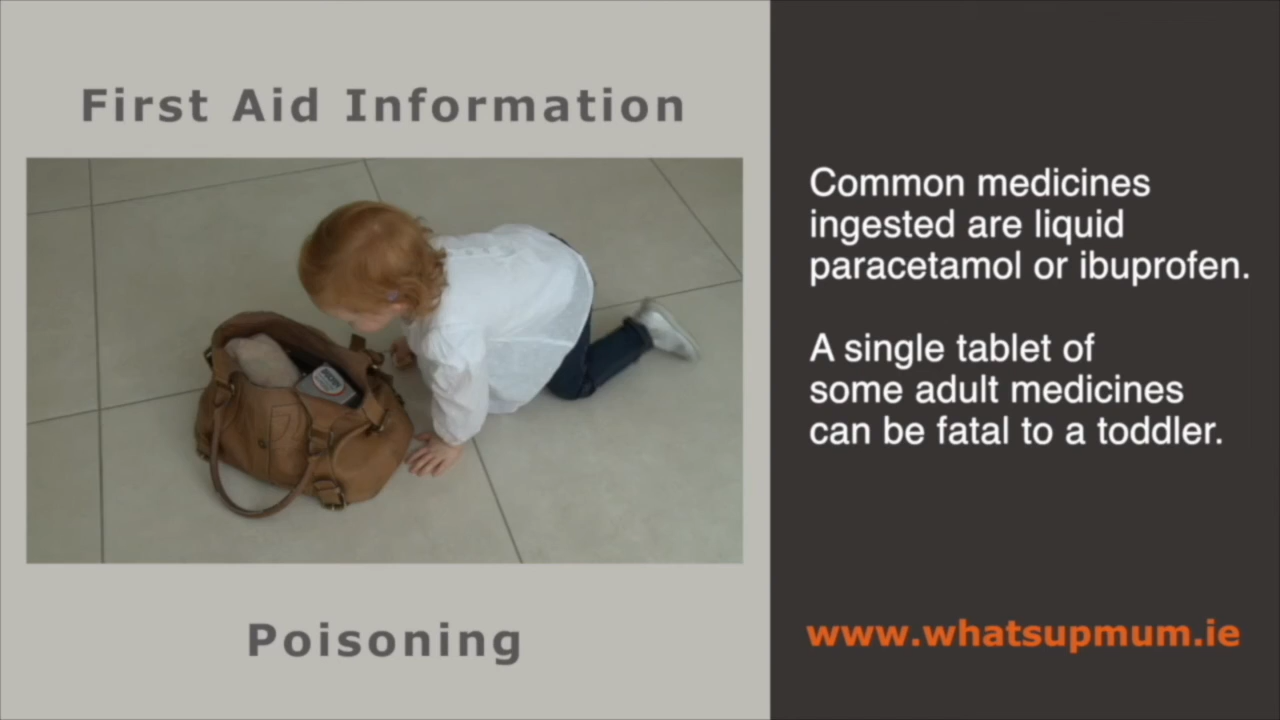 First Aid Information
Common medicines
ingested are liquid
paracetamol or ibuprofen.
A single tablet of
some adult medicines
can be fatal to a toddler.
Poisoning
www.whatsupmum.ie